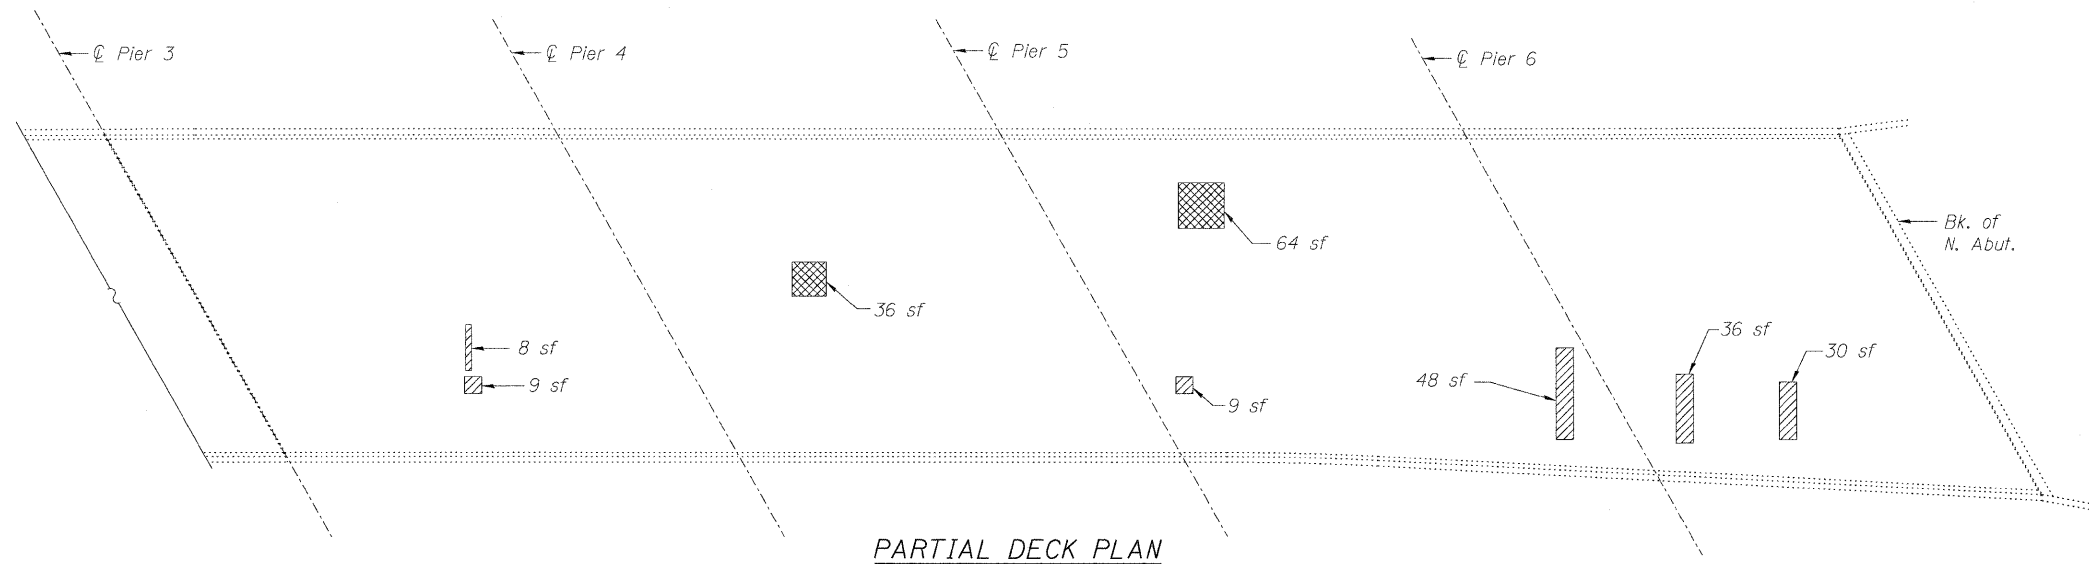 ℄ Pier 3
℄ Pier 4
℄ Pier 5
℄ Pier 6
64 sf
Bk. of
N. Abut.
36 sf
8 sf
9 sf
9 sf
48 sf
36 sf
30 sf
PARTIAL DECK PLAN